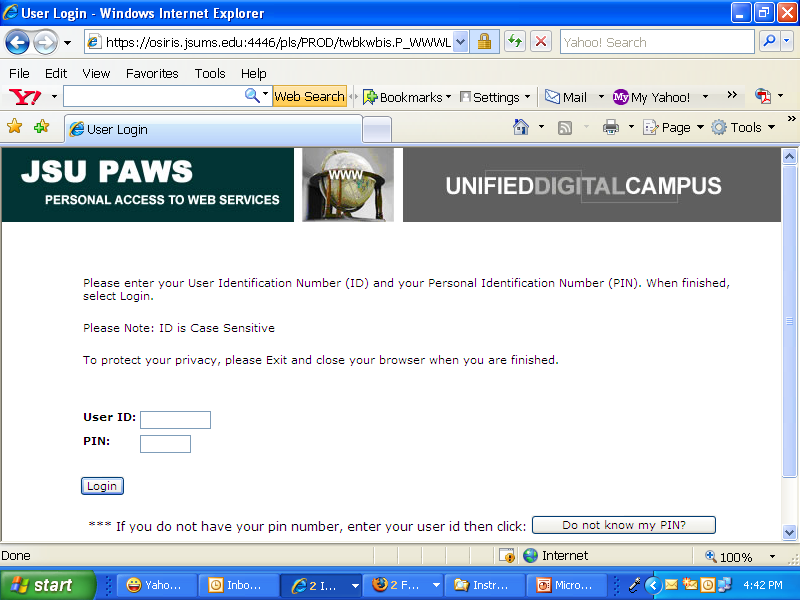 User Login - Windows Internet Explorer
https://osiris.jsums.edu:4446/pls/PROD/twbkwbis.P_WWWL
Yahoo! Search
File Edit View Favorites Tools Help
Y! Web Search Bookmarks Settings Mail My My Yahoo! »
User Login Page Tools »
JSU PAWS
PERSONAL ACCESS TO WEB SERVICES
WWW
UNIFIEDDIGITALCAMPUS
Please enter your User Identification Number (ID) and your Personal Identification Number (PIN). When finished,
select Login.
Please Note: ID is Case Sensitive
To protect your privacy, please Exit and close your browser when you are finished.
User ID:
PIN:
Login
*** If you do not have your pin number, enter your user id then click: Do not know my PIN?
Done Internet 100%
start Yaho... Inbo... 2 I... 2 F... Instr... Micro... 4:42 PM